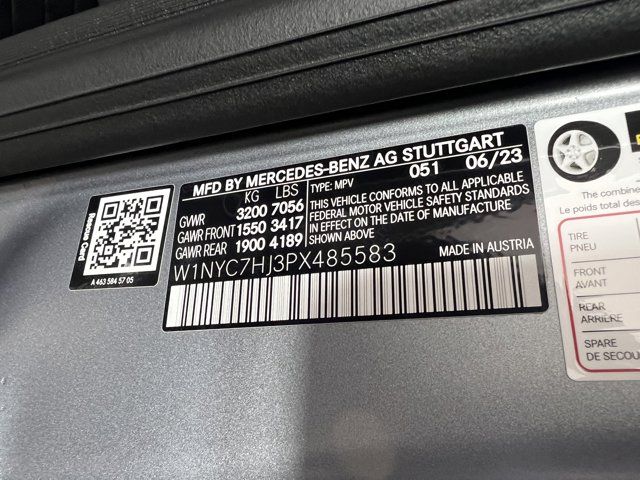 Rescue Card
A 463 584 57 05
MFD BY MERCEDES-BENZ AG STUTTGART
KG LBS
051 06/23
GWR 3200 7056
GAWR FRONT 1550 3417
GAWR REAR 1900 4189
TYPE: MPV
THIS VEHICLE CONFORMS TO ALL APPLICABLE
FEDERAL MOTOR VEHICLE SAFETY STANDARDS
IN EFFECT ON THE DATE OF MANUFACTURE
SHOWN ABOVE
W1NYC7HJ3PX485583
MADE IN AUSTRIA
The combine
Le poids total des
TIRE
PNEU
FRONT
AVANT
REAR
ARRIÈRE
SPARE
DE SECOU